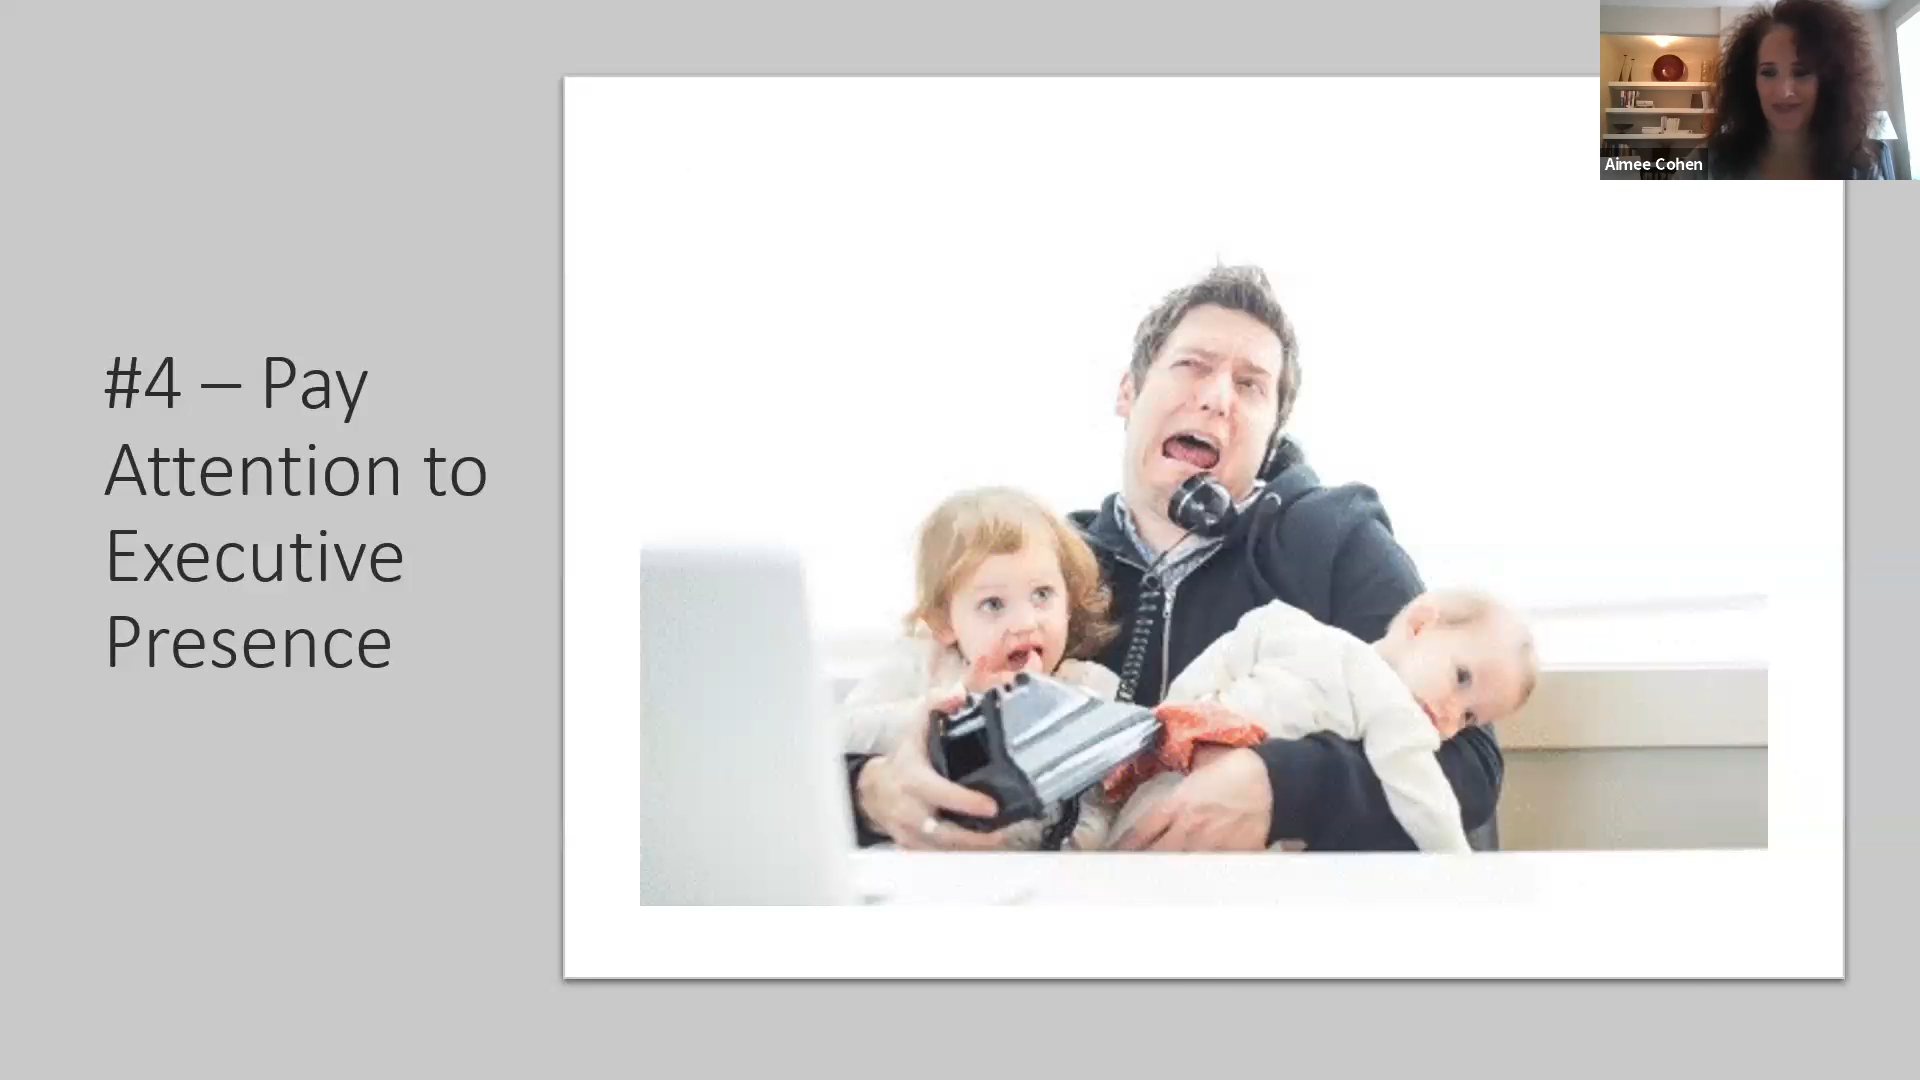 #4 – Pay
Attention to
Executive
Presence
Aimee Cohen